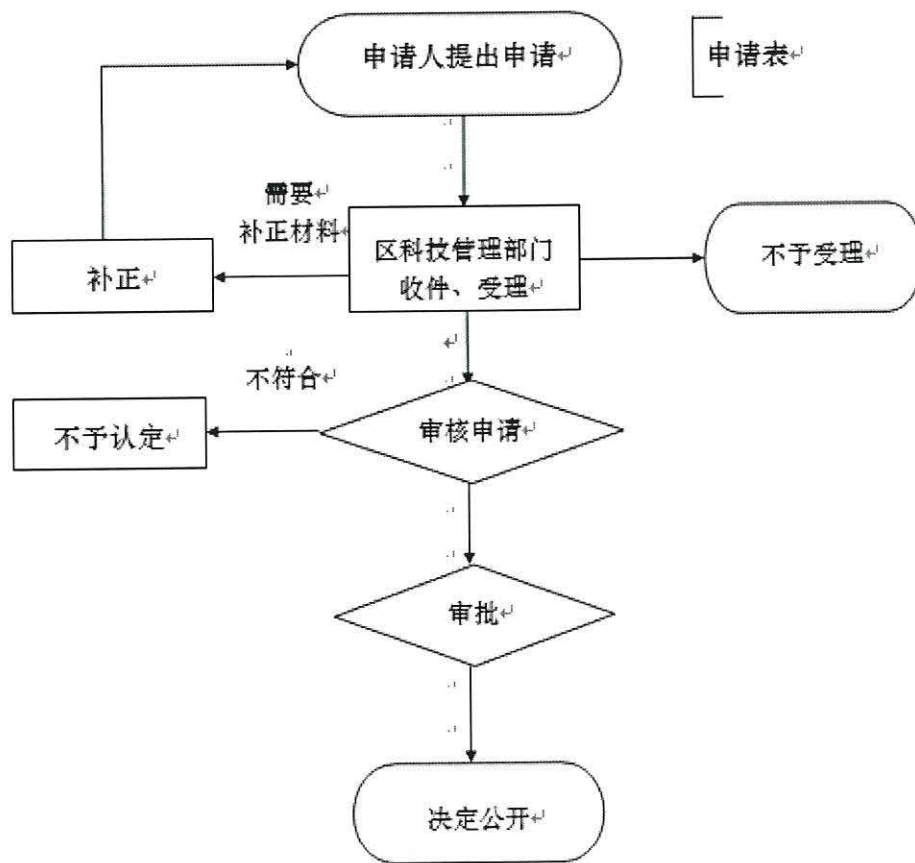 申请人提出申请
申请表
需要
补正材料
补正
区科技管理部门
收件、受理
不予受理
不符合
不予认定
审核申请
审批
决定公开